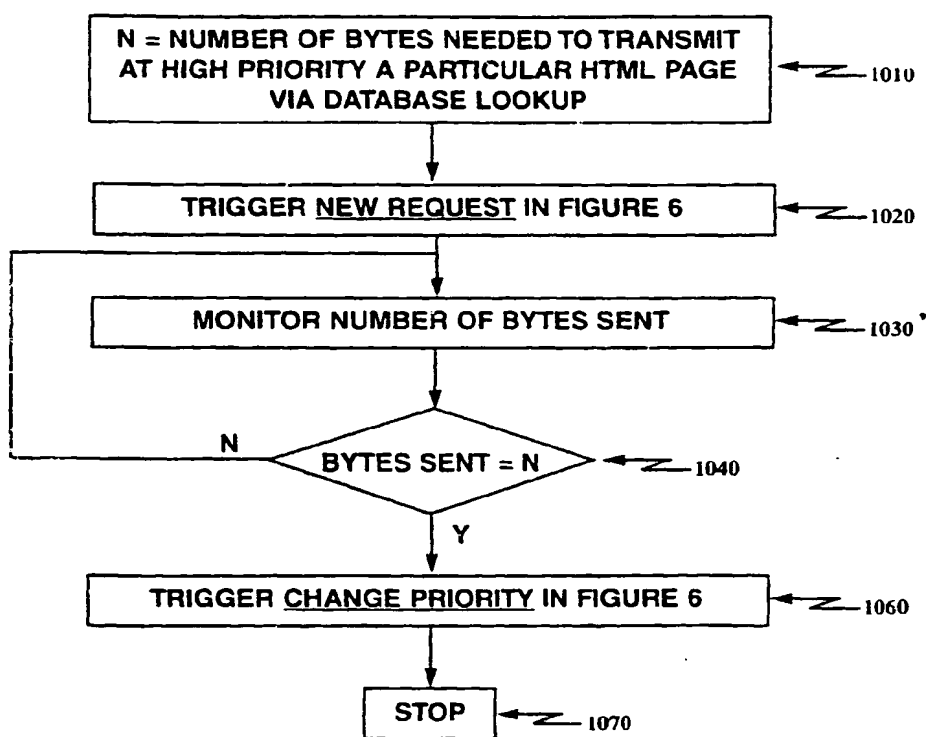 N = NUMBER OF BYTES NEEDED TO TRANSMIT
AT HIGH PRIORITY A PARTICULAR HTML PAGE
VIA DATABASE LOOKUP
1010
TRIGGER NEW REQUEST IN FIGURE 6
1020
MONITOR NUMBER OF BYTES SENT
1030
N
BYTES SENT = N
1040
Y
TRIGGER CHANGE PRIORITY IN FIGURE 6
1060
STOP
1070